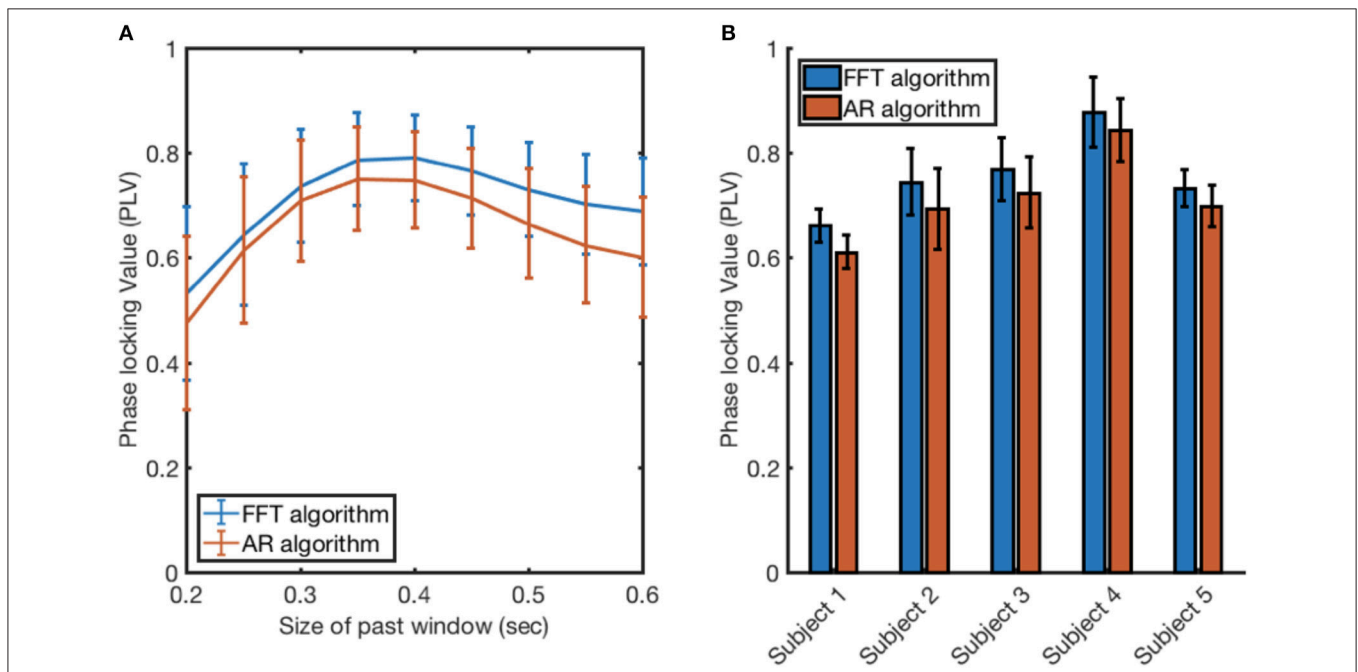 A
Phase locking Value (PLV)
1
0.8
0.6
0.4
0.2
0
FFT algorithm
AR algorithm
0.2 0.3 0.4 0.5 0.6
Size of past window (sec)
B
Phase locking Value (PLV)
1
0.8
0.6
0.4
0.2
0
FFT algorithm
AR algorithm
Subject 1
Subject 2
Subject 3
Subject 4
Subject 5